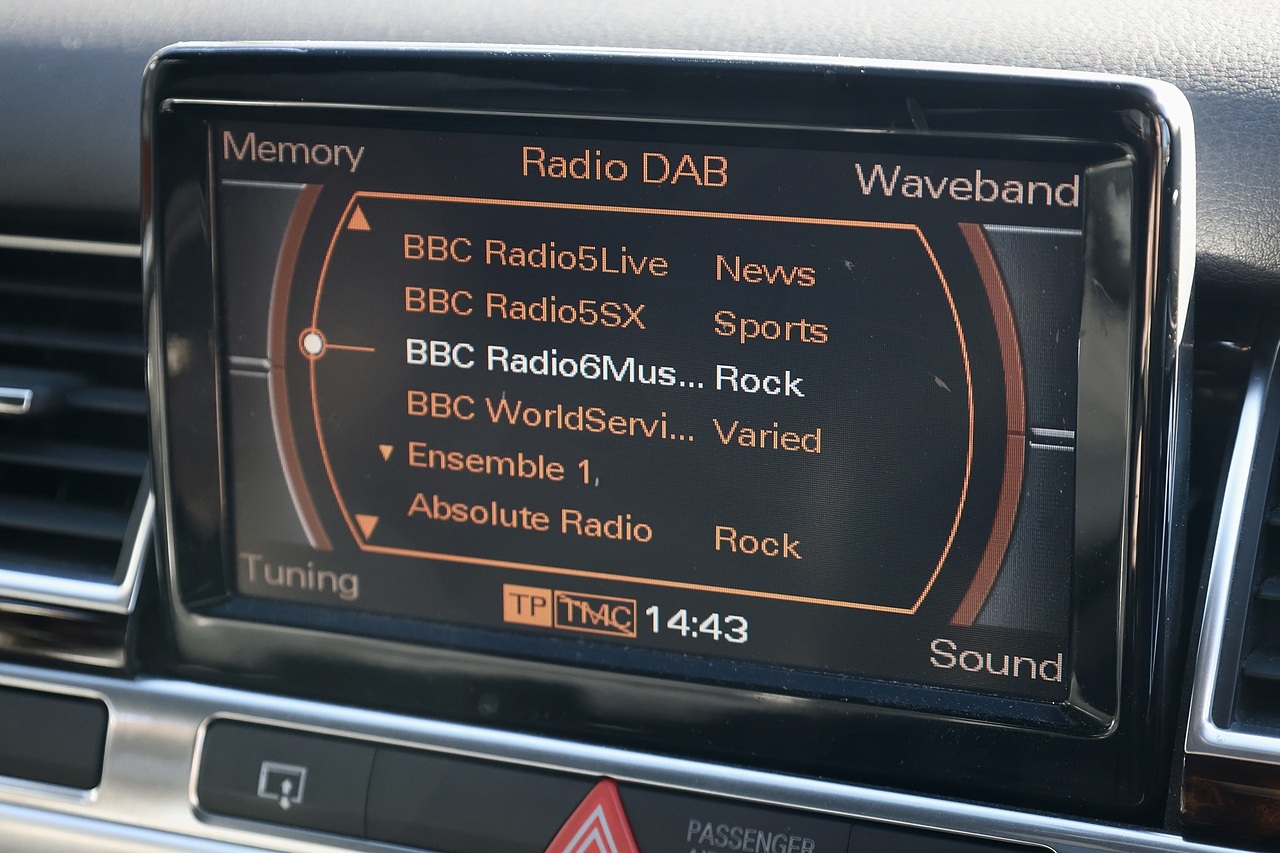 Memory
Radio DAB
Waveband
BBC Radio5Live News
BBC Radio5SX Sports
BBC Radio6Mus... Rock
BBC WorldServi... Varied
Ensemble 1,
Absolute Radio Rock
Tuning
TP TMC 14:43
Sound
PASSENGER